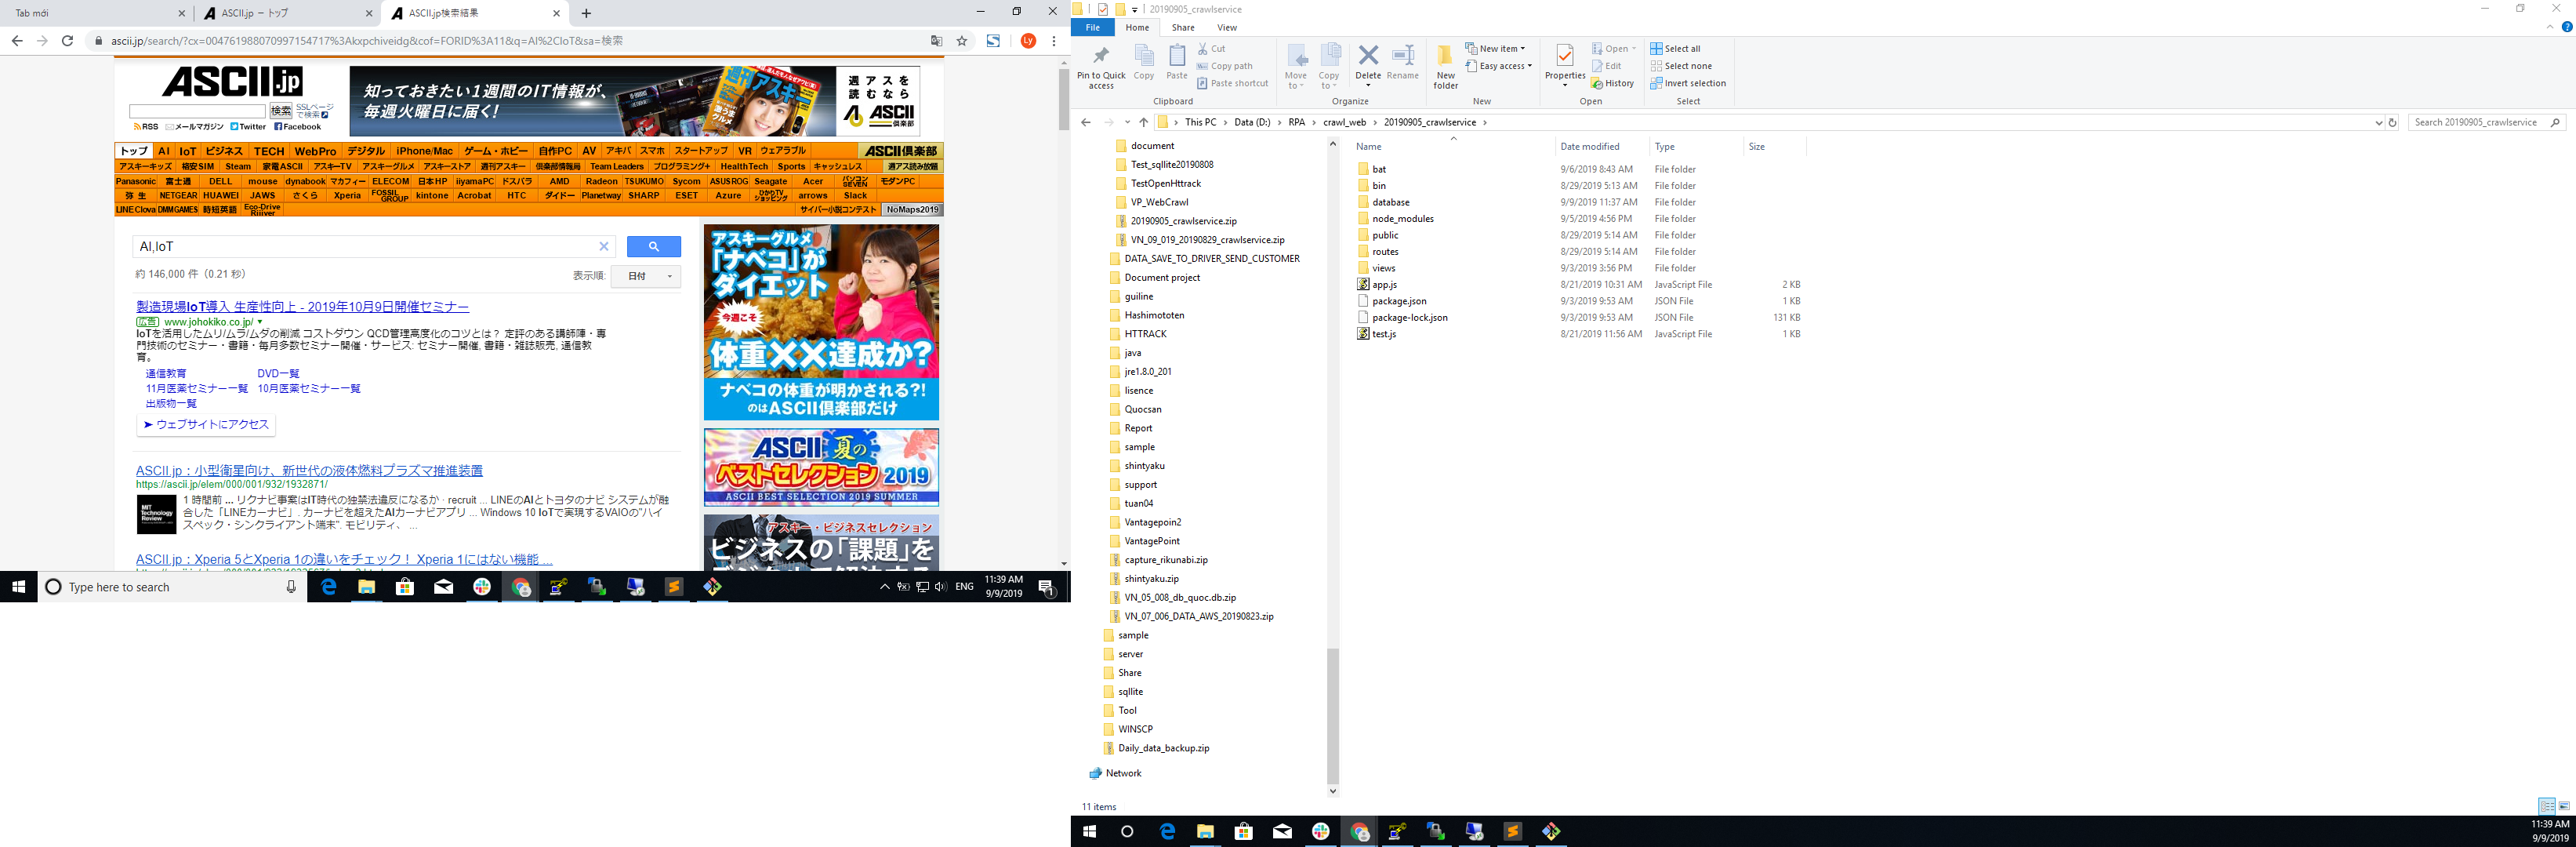 Tab mới
ASCII.jp － トップ
ASCII.jp検索結果
ascii.jp/search/?cx=004761988070997154717%3Akxpchiveidg&cof=FORID%3A11&q=AI%2CIoT&sa=検索
Ly
ASCII.jp
検索
SSLページで検索
RSS メールマガジン Twitter Facebook
知っておきたい1週間のIT情報が、
毎週火曜日に届く!
週刊アスキー
週アスを
読むなら
ASCII
倶楽部
トップ AI IoT ビジネス TECH WebPro デジタル iPhone/Mac ゲーム・ホビー 自作PC AV アキバ スマホ スタートアップ VR ウェアラブル ASCII倶楽部
アスキーキッズ 格安SIM Steam 家電ASCII アスキーTV アスキーグルメ アスキーストア 週刊アスキー 倶楽部情報局 Team Leaders プログラミング+ HealthTech Sports キャッシュレス 週アス読み放題
Panasonic 富士通 DELL mouse dynabook マカフィー ELECOM 日本HP iiyamaPC ドスパラ AMD Radeon TSUKUMO Sycom ASUS ROG Seagate Acer パソコンSEVEN モダンPC
弥生 NETGEAR HUAWEI JAWS さくら Xperia FOSSIL GROUP kintone Acrobat HTC ダイドー Planetway SHARP ESET Azure ひかりTVショッピング arrows Slack
LINE Clova DMM GAMES 時短英語 Eco-Drive Riiiver サイバー小説コンテスト NoMaps2019
AI,IoT
約 146,000 件（0.21 秒）
表示順: 日付
製造現場IoT導入 生産性向上 - 2019年10月9日開催セミナー
広告 www.johokiko.co.jp/
IoTを活用したムリ/ムラ/ムダの削減 コストダウン QCD管理高度化のコツとは？ 定評のある講師陣・専
門技術のセミナー・書籍・毎月多数セミナー開催・サービス: セミナー開催, 書籍・雑誌販売, 通信教
育。
通信教育 DVD一覧
11月医薬セミナー一覧 10月医薬セミナー一覧
出版物一覧
➤ ウェブサイトにアクセス
ASCII.jp：小型衛星向け、新世代の液体燃料プラズマ推進装置
https://ascii.jp/elem/000/001/932/1932871/
MIT
Technology
Review
1 時間前 ... リクナビ事案はIT時代の独禁法違反になるか · recruit ... LINEのAIとトヨタのナビ システムが融
合した「LINEカーナビ」. カーナビを超えたAIカーナビアプリ ... Windows 10 IoTで実現するVAIOの"ハイ
スペック・シンクライアント端末". モビリティ、 ...
ASCII.jp：Xperia 5とXperia 1の違いをチェック！ Xperia 1にはない機能 ...
アスキーグルメ
「ナベコ」が
ダイエット
今週こそ
体重××達成か?
ナベコの体重が明かされる?!
のはASCII倶楽部だけ
ASCII夏の
ベストセレクション2019
ASCII BEST SELECTION 2019 SUMMER
アスキー・ビジネスセレクション
ビジネスの「課題」を
Type here to search
ENG
11:39 AM
9/9/2019
1
20190905_crawlservice
File Home Share View
Pin to Quick access
Copy
Paste
Cut
Copy path
Paste shortcut
Clipboard
Move to
Copy to
Delete
Rename
Organize
New folder
New item
Easy access
New
Properties
Open
Edit
History
Open
Select all
Select none
Invert selection
Select
This PC > Data (D:) > RPA > crawl_web > 20190905_crawlservice >
Search 20190905_crawlservice
document
Test_sqllite20190808
TestOpenHttrack
VP_WebCrawl
20190905_crawlservice.zip
VN_09_019_20190829_crawlservice.zip
DATA_SAVE_TO_DRIVER_SEND_CUSTOMER
Document project
guiline
Hashimototen
HTTRACK
java
jre1.8.0_201
lisence
Quocsan
Report
sample
shintyaku
support
tuan04
Vantagepoin2
VantagePoint
capture_rikunabi.zip
shintyaku.zip
VN_05_008_db_quoc.db.zip
VN_07_006_DATA_AWS_20190823.zip
sample
server
Share
sqllite
Tool
WINSCP
Daily_data_backup.zip
Network
Name Date modified Type Size
bat 9/6/2019 8:43 AM File folder
bin 8/29/2019 5:13 AM File folder
database 9/9/2019 11:37 AM File folder
node_modules 9/5/2019 4:56 PM File folder
public 8/29/2019 5:14 AM File folder
routes 8/29/2019 5:14 AM File folder
views 9/3/2019 3:56 PM File folder
app.js 8/21/2019 10:31 AM JavaScript File 2 KB
package.json 9/3/2019 9:53 AM JSON File 1 KB
package-lock.json 9/3/2019 9:53 AM JSON File 131 KB
test.js 8/21/2019 11:56 AM JavaScript File 1 KB
11 items
11:39 AM
9/9/2019